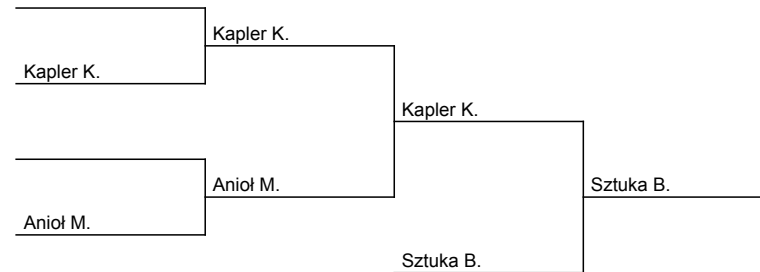 Kapler K.
Kapler K.
Kapler K.
Anioł M.
Sztuka B.
Anioł M.
Sztuka B.